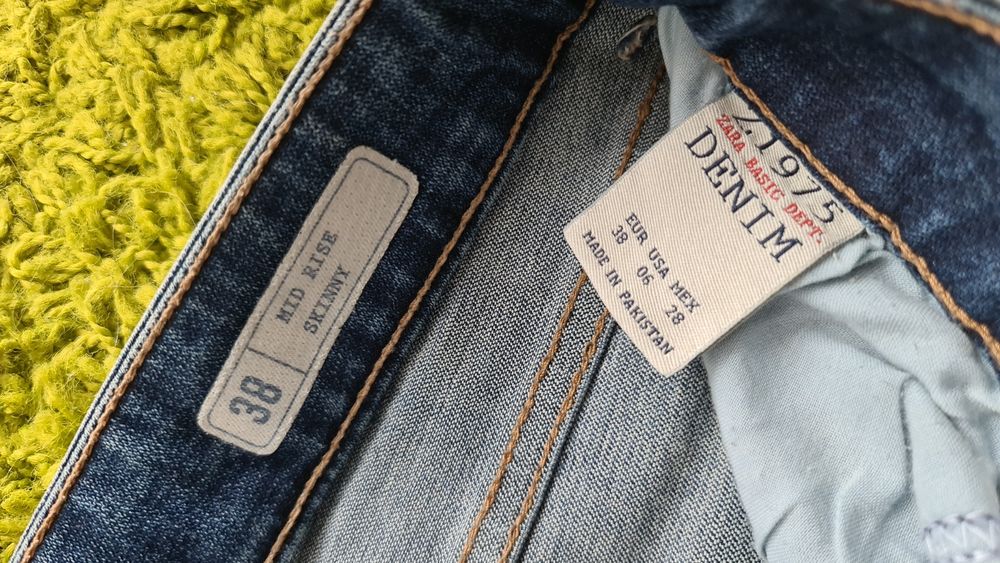 38
MID RISE
SKINNY
Z1975
ZARA BASIC DEPT.
DENIM
EUR USA MEX
38 06 28
MADE IN PAKISTAN